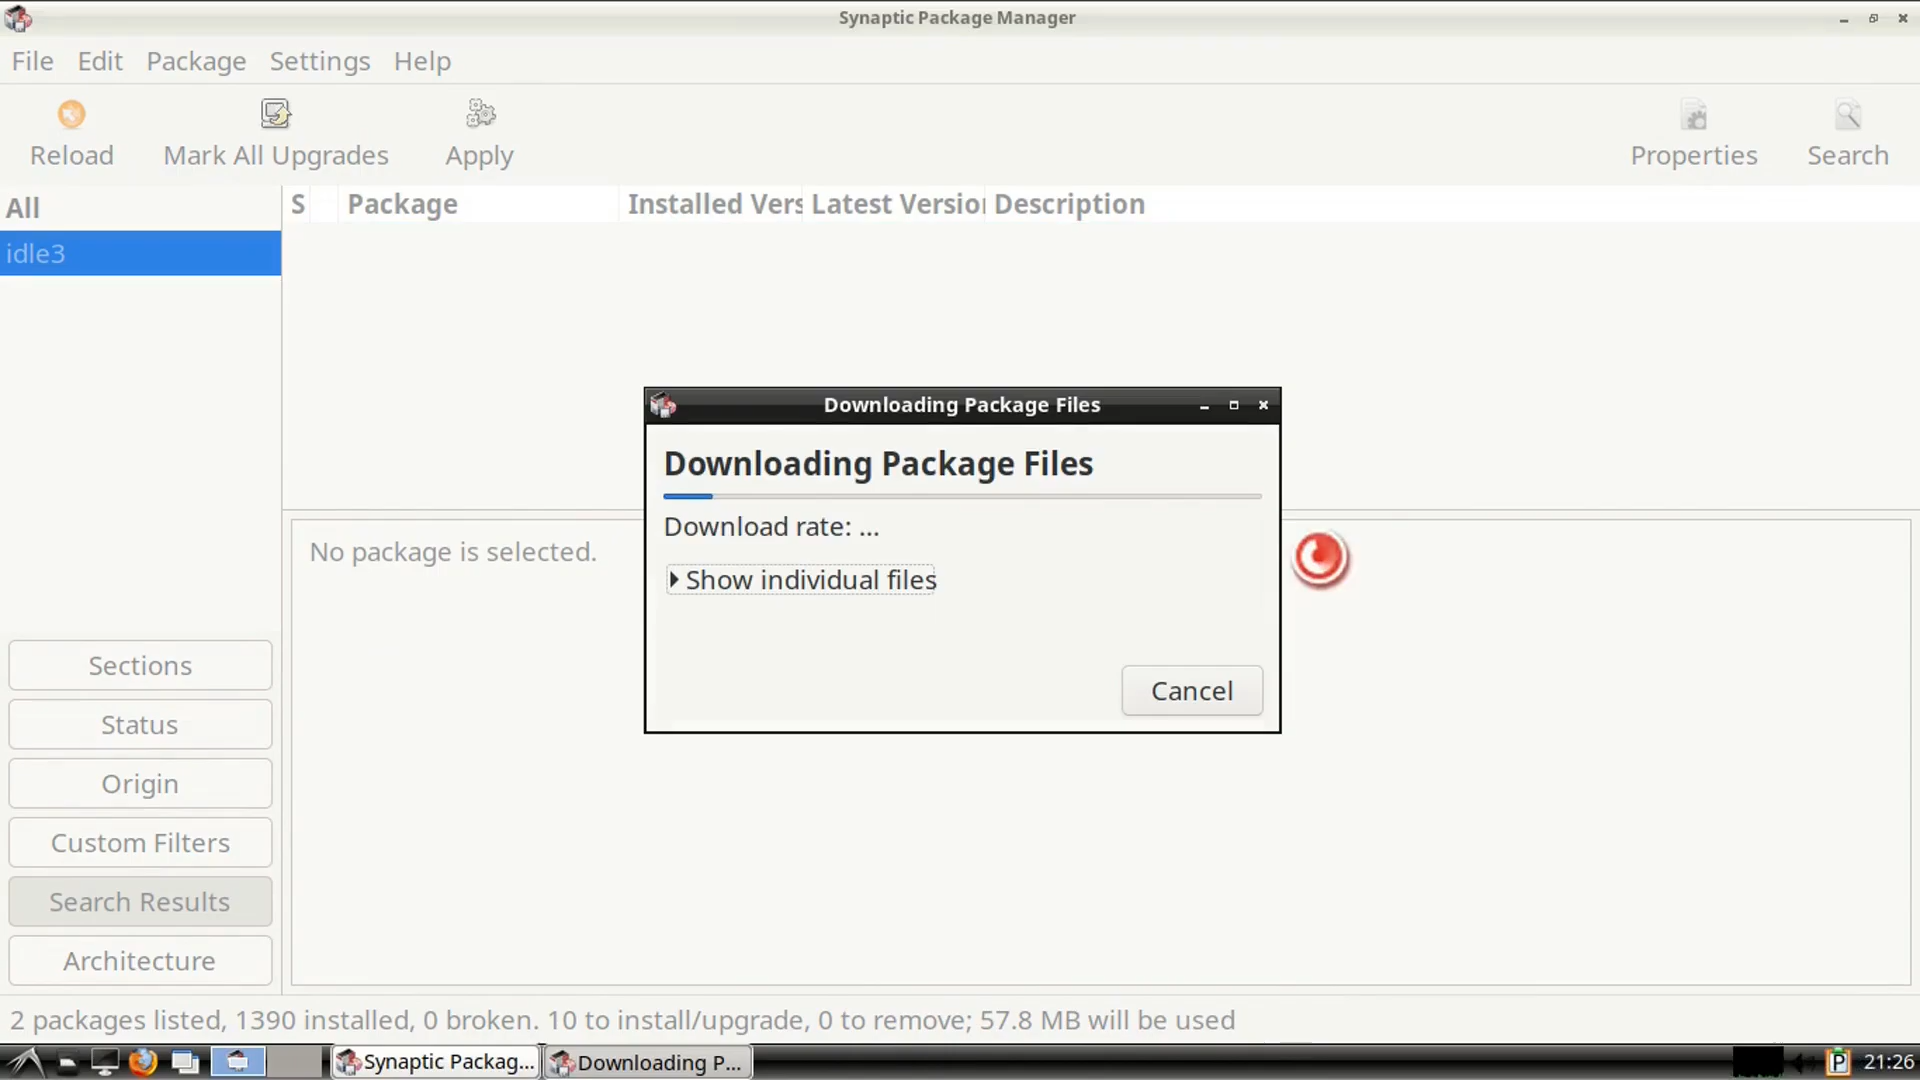 Synaptic Package Manager
File Edit Package Settings Help
Reload Mark All Upgrades Apply Properties Search
All
idle3
S Package Installed Vers Latest Versio Description
Downloading Package Files
Downloading Package Files
Download rate: ...
Show individual files
Cancel
No package is selected.
Sections
Status
Origin
Custom Filters
Search Results
Architecture
2 packages listed, 1390 installed, 0 broken. 10 to install/upgrade, 0 to remove; 57.8 MB will be used
Synaptic Packag... Downloading P... P 21:26